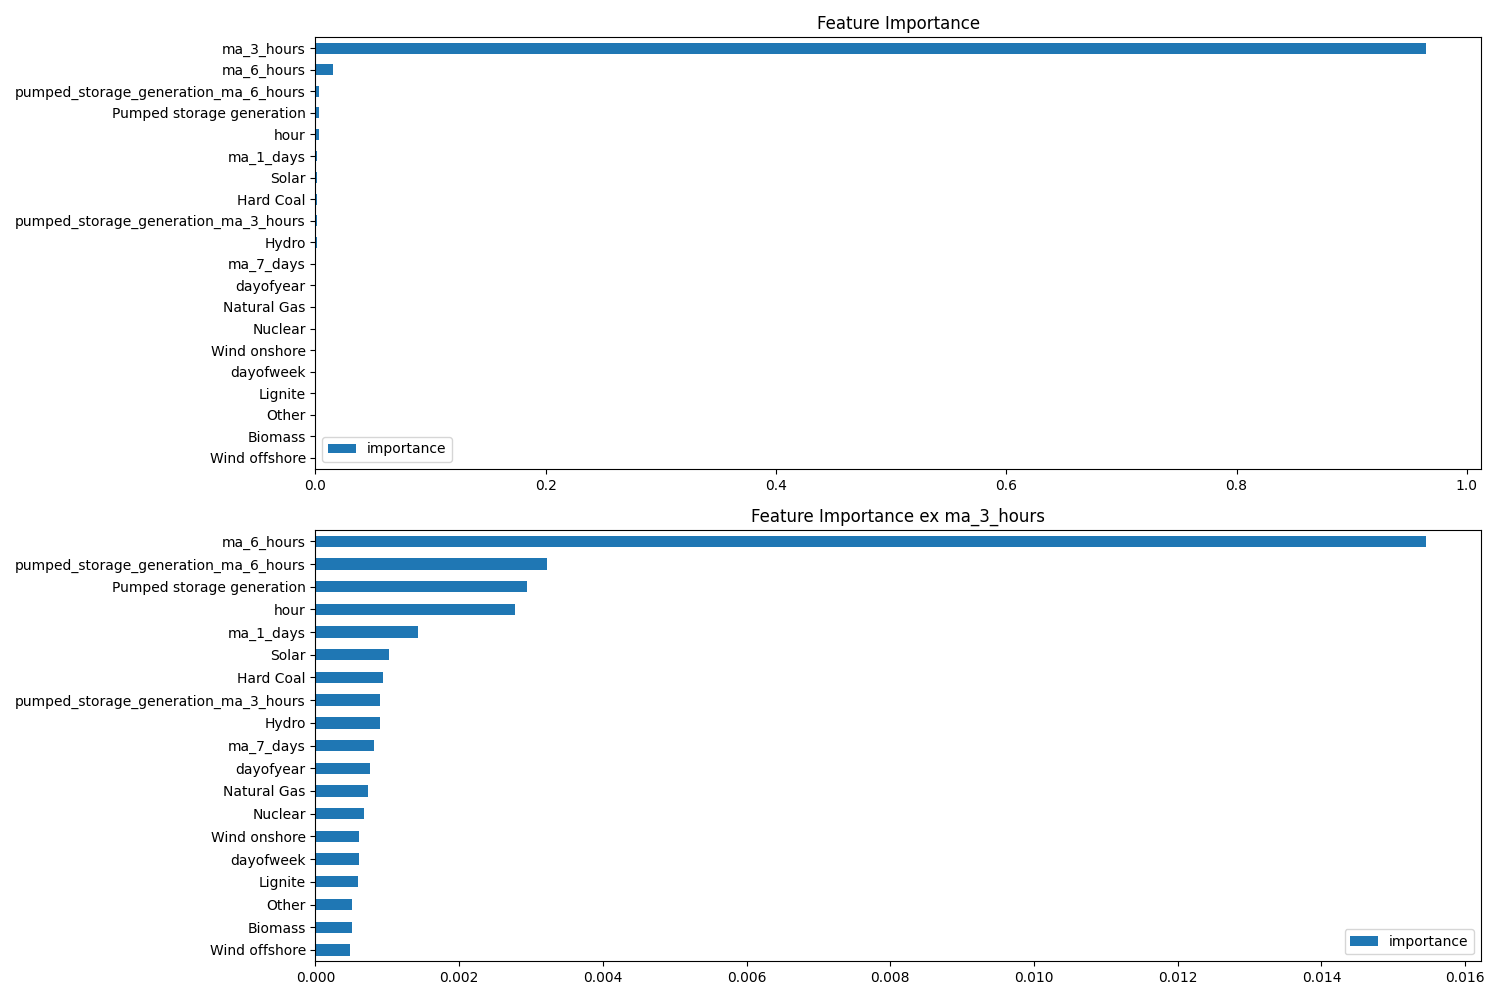 Feature Importance
ma_3_hours
ma_6_hours
pumped_storage_generation_ma_6_hours
Pumped storage generation
hour
ma_1_days
Solar
Hard Coal
pumped_storage_generation_ma_3_hours
Hydro
ma_7_days
dayofyear
Natural Gas
Nuclear
Wind onshore
dayofweek
Lignite
Other
Biomass
Wind offshore
importance
0.0 0.2 0.4 0.6 0.8 1.0
Feature Importance ex ma_3_hours
ma_6_hours
pumped_storage_generation_ma_6_hours
Pumped storage generation
hour
ma_1_days
Solar
Hard Coal
pumped_storage_generation_ma_3_hours
Hydro
ma_7_days
dayofyear
Natural Gas
Nuclear
Wind onshore
dayofweek
Lignite
Other
Biomass
Wind offshore
importance
0.000 0.002 0.004 0.006 0.008 0.010 0.012 0.014 0.016